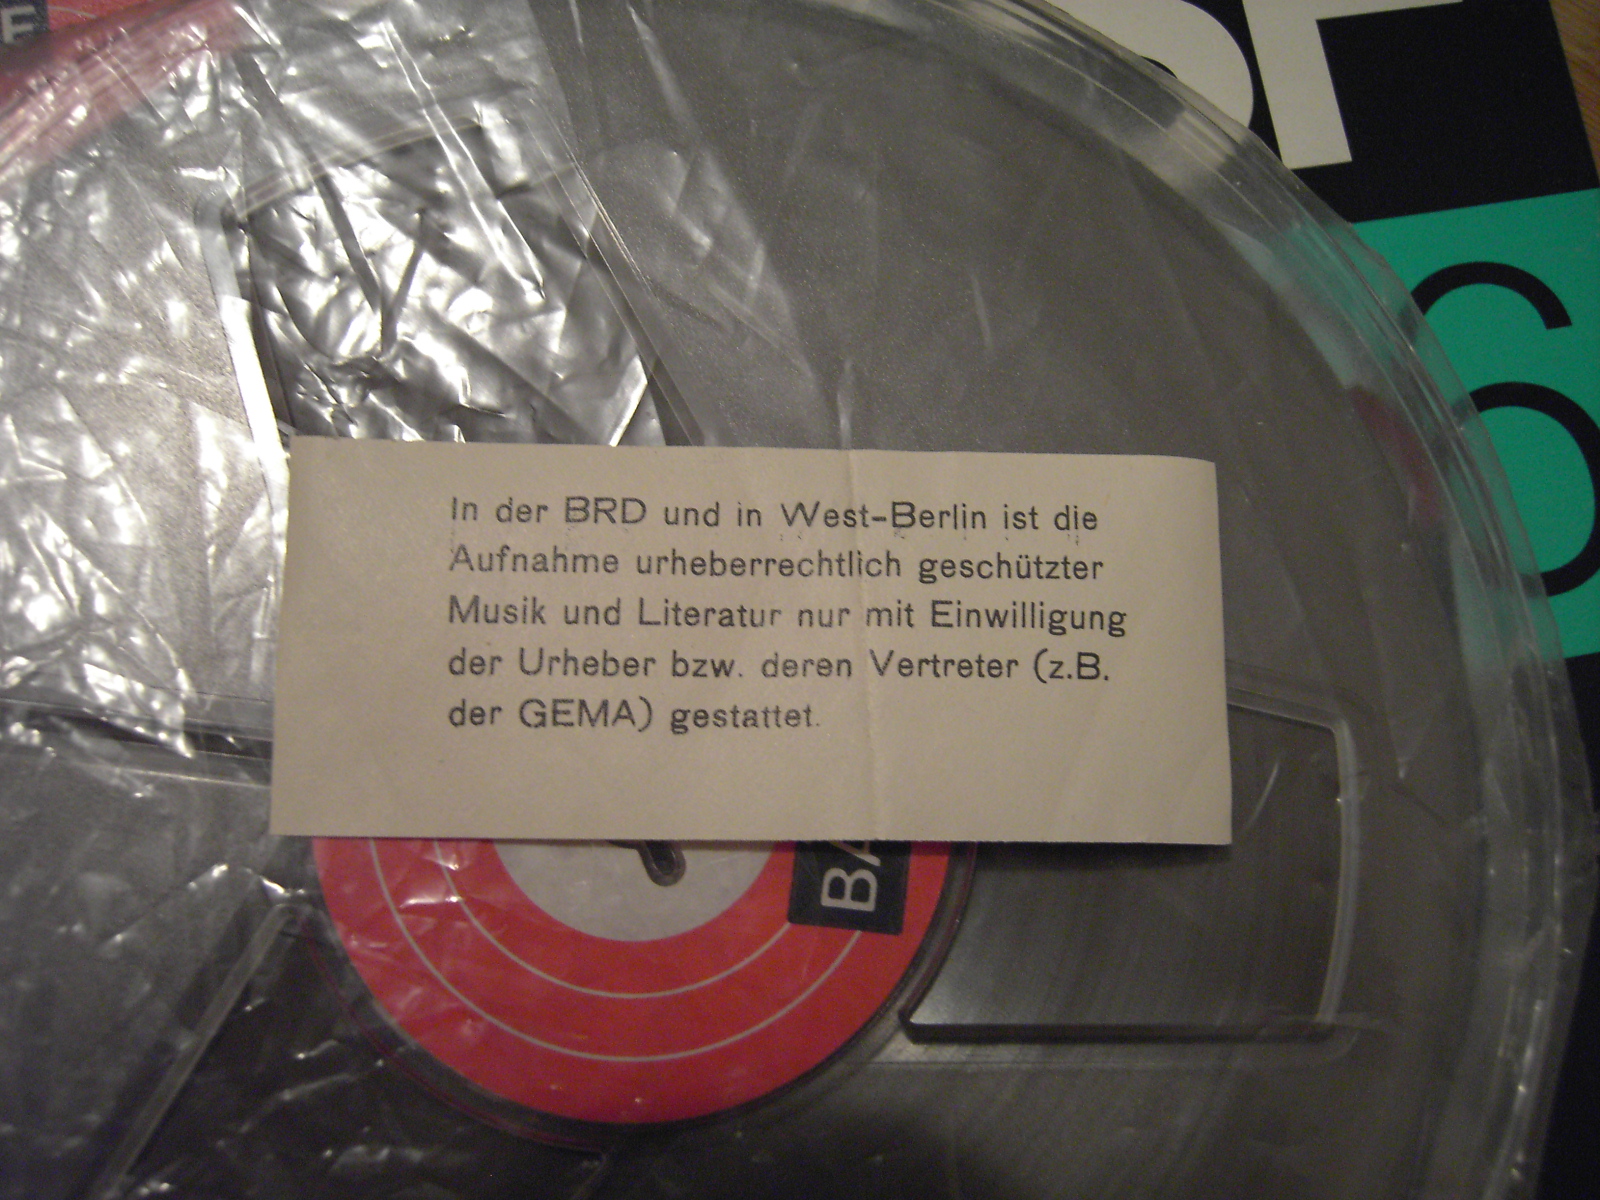 In der BRD und in West-Berlin ist die
Aufnahme urheberrechtlich geschützter
Musik und Literatur nur mit Einwilligung
der Urheber bzw. deren Vertreter (z.B.
der GEMA) gestattet.
BA